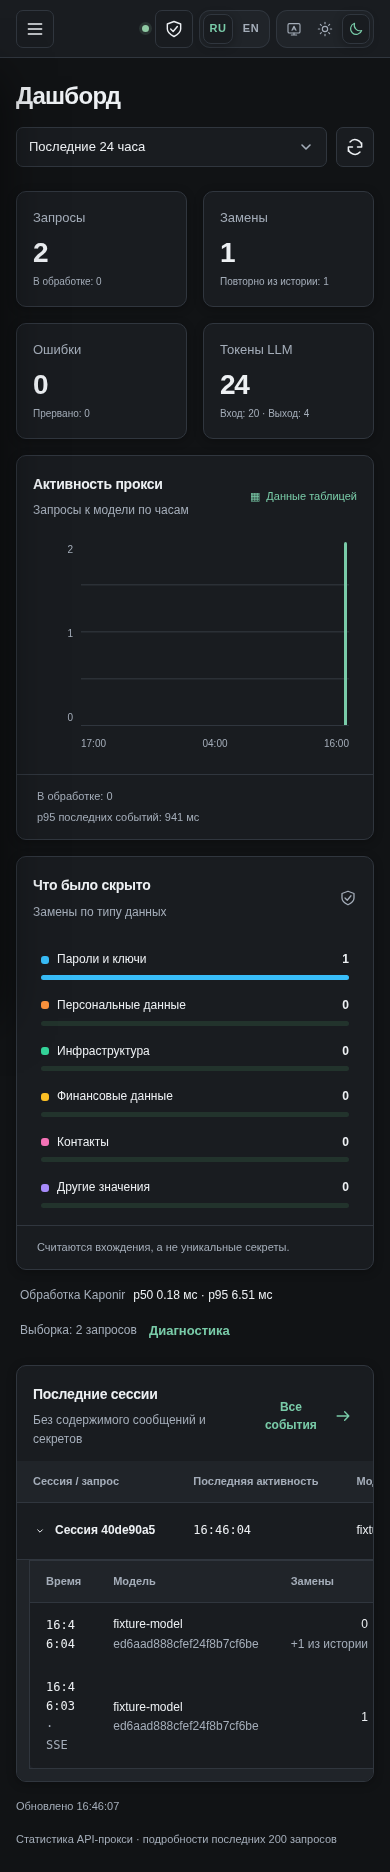 RU EN
Дашборд
Последние 24 часа
Запросы
2
В обработке: 0
Замены
1
Повторно из истории: 1
Ошибки
0
Прервано: 0
Токены LLM
24
Вход: 20 · Выход: 4
Активность прокси
Запросы к модели по часам
Данные таблицей
2
1
0
17:00 04:00 16:00
В обработке: 0
p95 последних событий: 941 мс
Что было скрыто
Замены по типу данных
Пароли и ключи 1
Персональные данные 0
Инфраструктура 0
Финансовые данные 0
Контакты 0
Другие значения 0
Считаются вхождения, а не уникальные секреты.
Обработка Kaponir p50 0.18 мс · p95 6.51 мс
Выборка: 2 запросов Диагностика
Последние сессии
Без содержимого сообщений и
секретов
Все
события
Сессия / запрос Последняя активность
Сессия 40de90a5 16:46:04
Время Модель Замены
16:4
6:04
fixture-model
ed6aad888cfef24f8b7cf6be
0
+1 из истории
16:4
6:03
·
SSE
fixture-model
ed6aad888cfef24f8b7cf6be
1
Обновлено 16:46:07
Статистика API-прокси · подробности последних 200 запросов